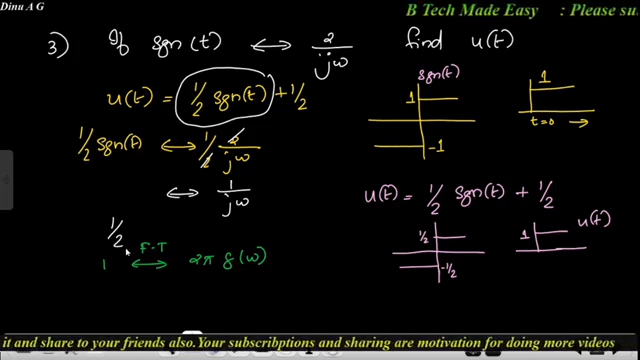 Dinu A G
B Tech Made Easy : Please su
3) If sgn(t) ⟷ 2/jω find u(t)
u(t) = 1/2 sgn(t) + 1/2
1/2 sgn(t) ⟷ 1/2 2/jω
⟷ 1/jω
1/2
1 F.T ⟷ 2π δ(ω)
sgn(t)
1
-1
1
t=0 →
u(t) = 1/2 sgn(t) + 1/2
1/2
-1/2
1
u(t)
it and share to your friends also.Your subscribptions and sharing are motivation for doing more videos